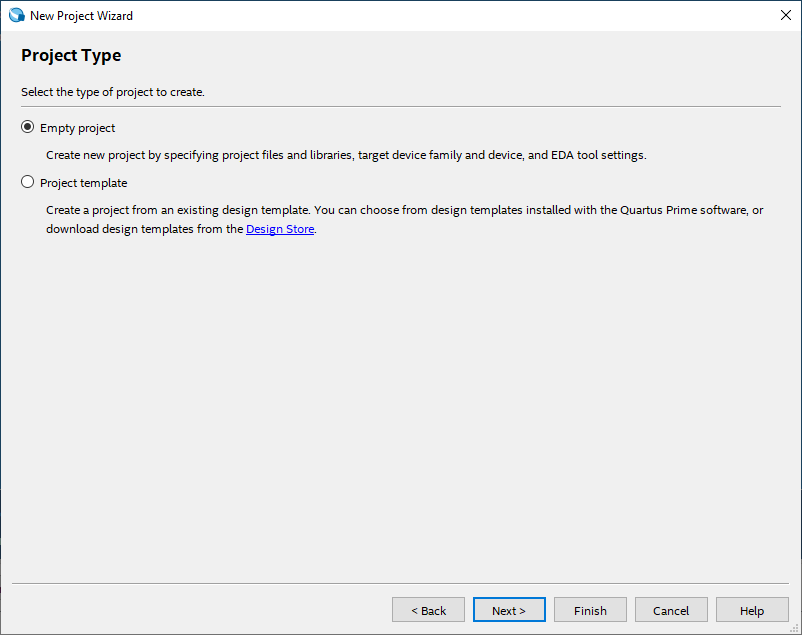 New Project Wizard
Project Type
Select the type of project to create.
Empty project
Create new project by specifying project files and libraries, target device family and device, and EDA tool settings.
Project template
Create a project from an existing design template. You can choose from design templates installed with the Quartus Prime software, or
download design templates from the Design Store.
< Back
Next >
Finish
Cancel
Help